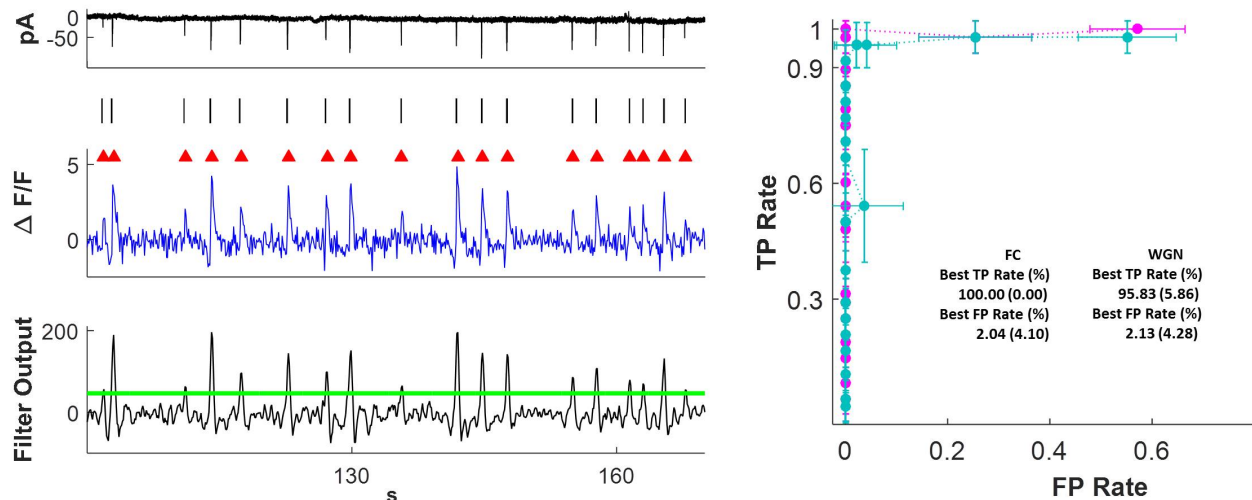 pA
0
-50
Δ F/F
5
0
Filter Output
200
0
130
160
s
TP Rate
1
0.9
0.6
0.3
0
0.2
0.4
0.6
FP Rate
FC
Best TP Rate (%)
100.00 (0.00)
Best FP Rate (%)
2.04 (4.10)
WGN
Best TP Rate (%)
95.83 (5.86)
Best FP Rate (%)
2.13 (4.28)